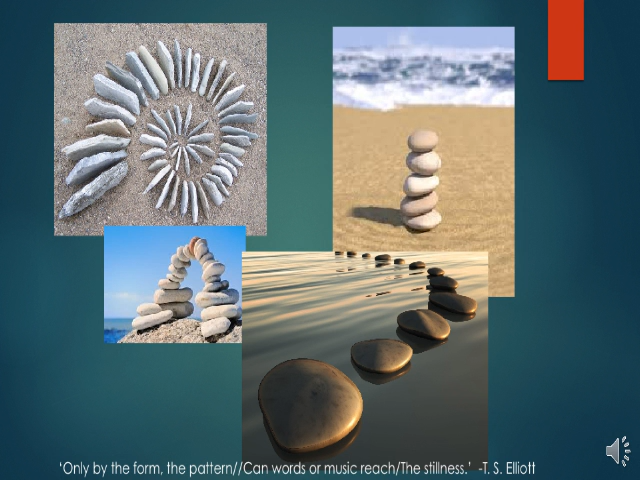 ‘Only by the form, the pattern//Can words or music reach/The stillness.’ -T. S. Elliott